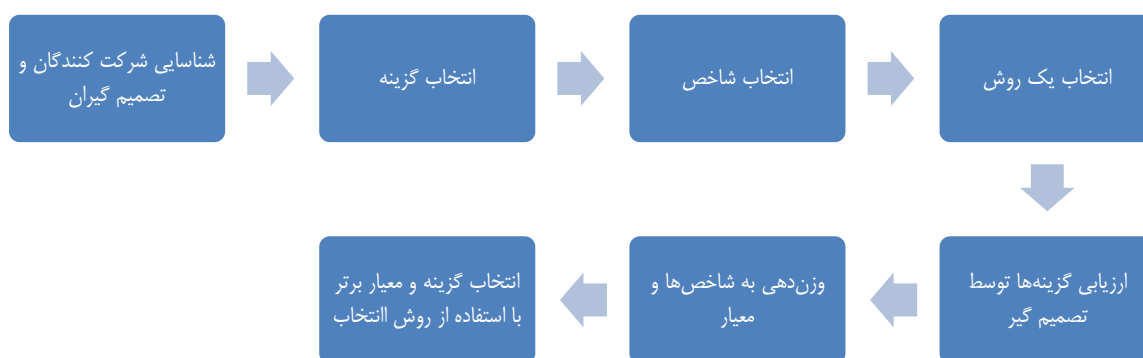 شناسایی شرکت کنندگان و
تصمیم گیران
انتخاب گزینه
انتخاب شاخص
انتخاب یک روش
ارزیابی گزینه‌ها توسط
تصمیم گیر
وزن‌دهی به شاخص‌ها و
معیار
انتخاب گزینه و معیار برتر
با استفاده از روش اانتخاب